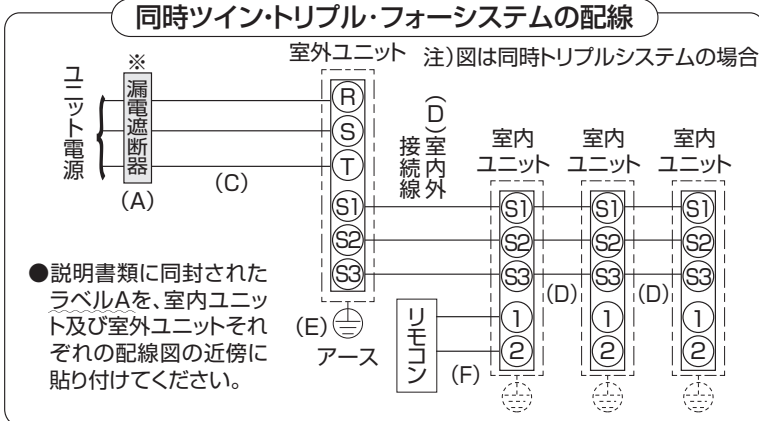 同時ツイン・トリプル・フォーシステムの配線
室外ユニット
注)図は同時トリプルシステムの場合
ユニット電源
※
漏電遮断器
(A)
(C)
R
S
T
S1
S2
S3
(E)
アース
(D)室内外
接続線
室内
ユニット
S1
S2
S3
1
2
室内
ユニット
S1
S2
S3
1
2
室内
ユニット
S1
S2
S3
1
2
(D)
(D)
リモコン
(F)
●説明書類に同封された
ラベルAを、室内ユニッ
ト及び室外ユニットそれ
ぞれの配線図の近傍に
貼り付けてください。